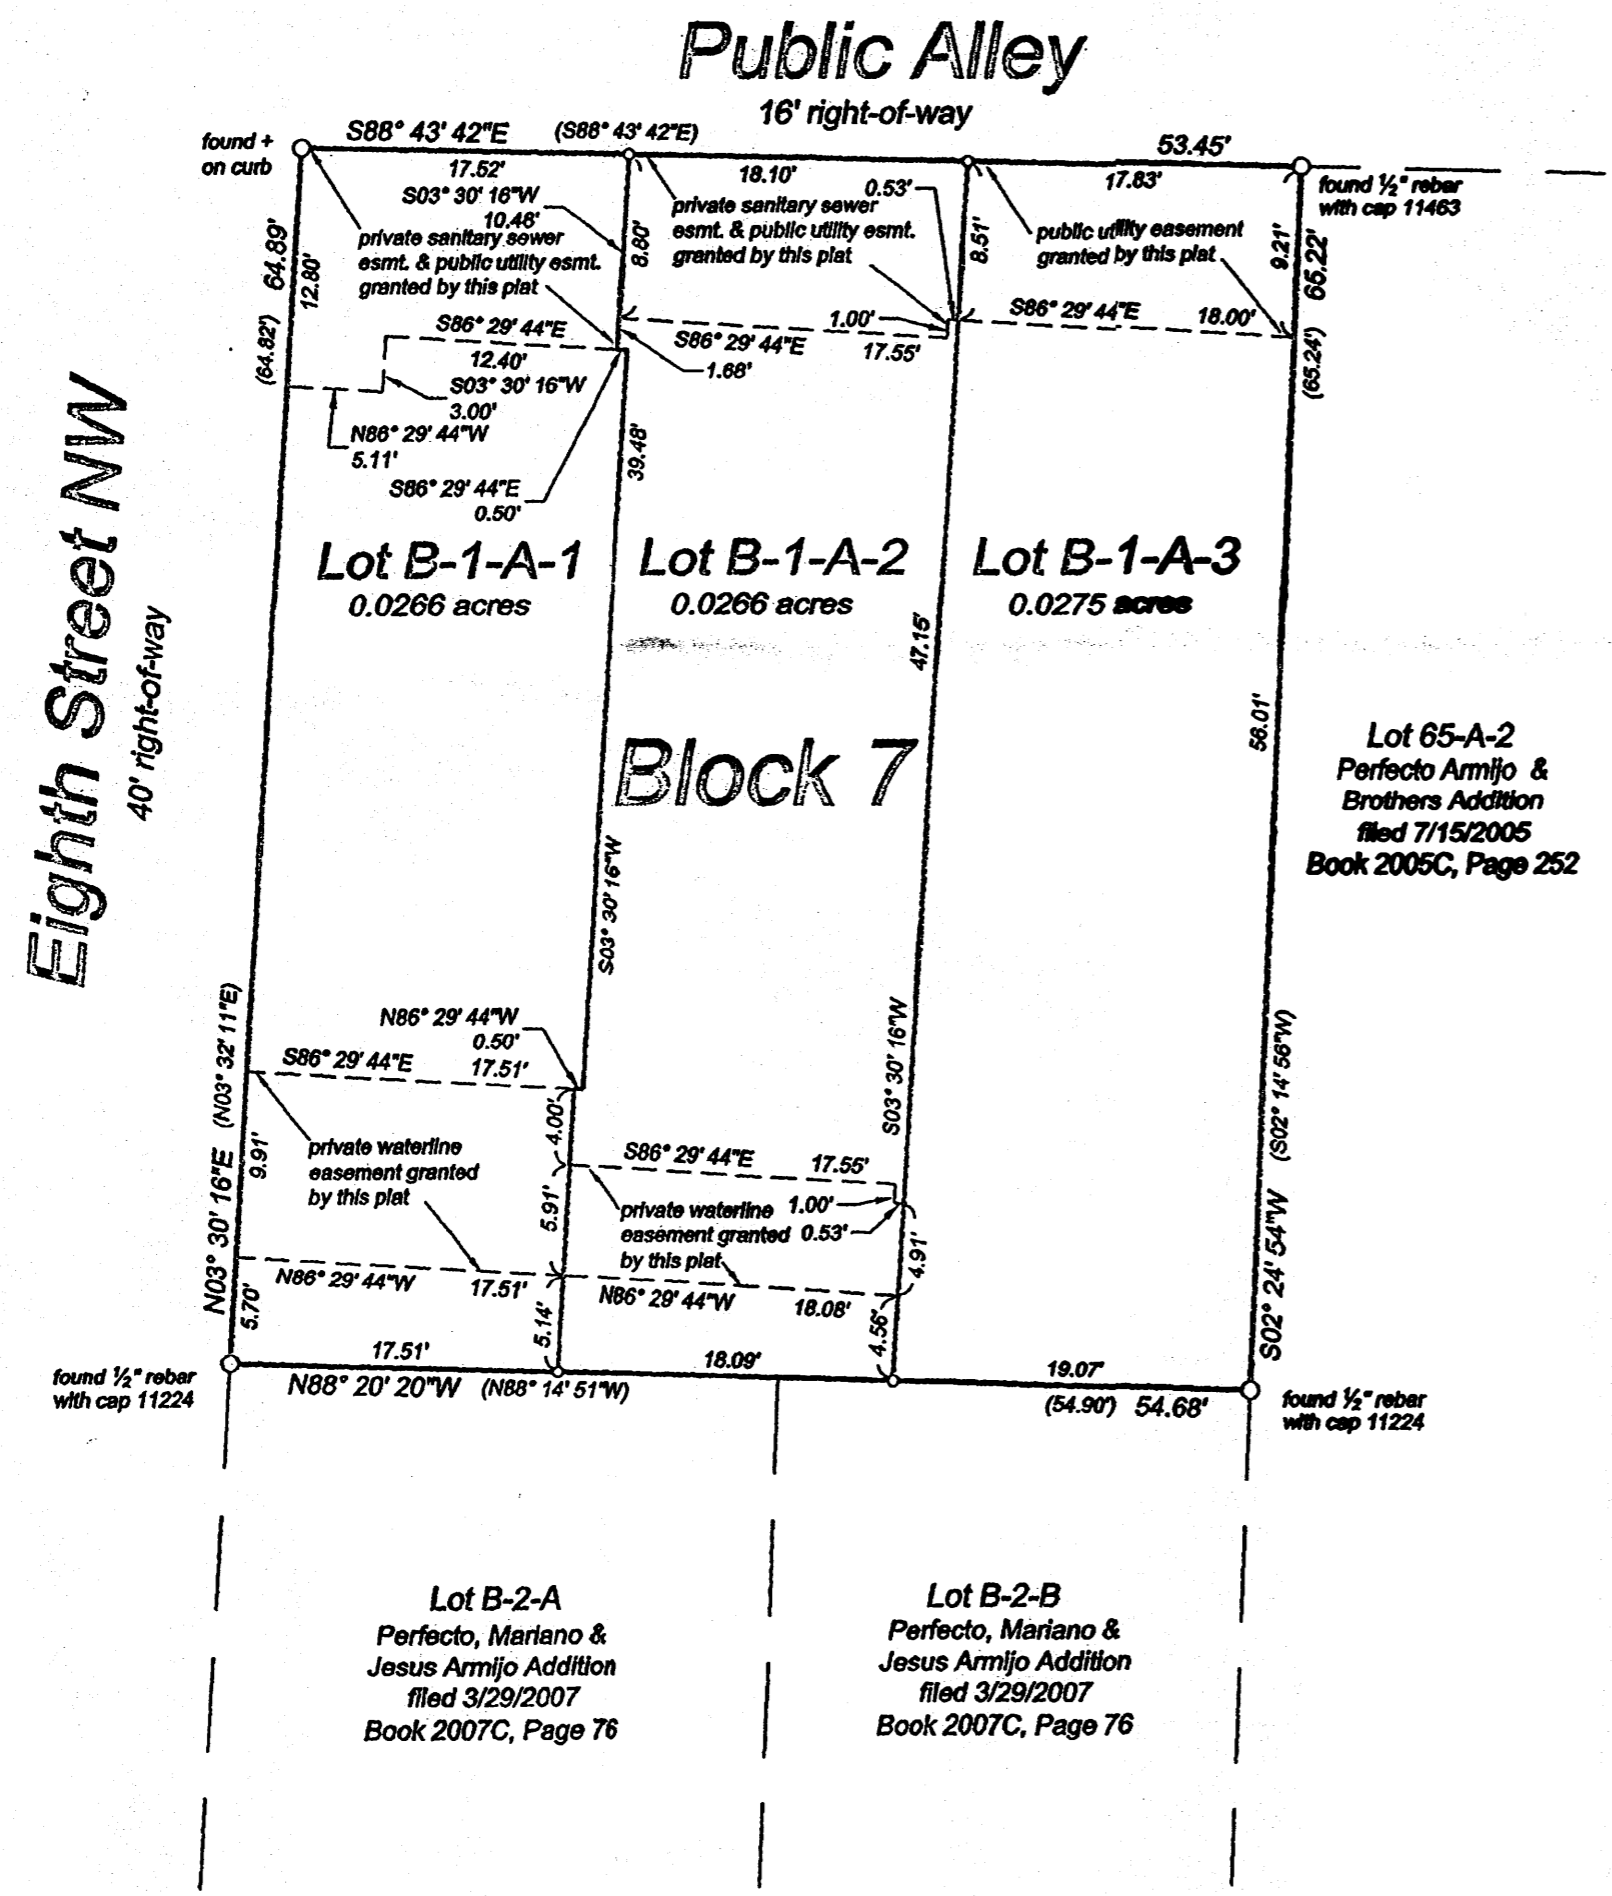 Public Alley
16' right-of-way
found +
on curb
S88° 43' 42"E
(S88° 43' 42"E)
53.45'
17.52'
18.10'
17.83'
found ½" rebar
with cap 11463
S03° 30' 16"W
10.48'
private sanitary sewer
esmt. & public utility esmt.
granted by this plat
8.80'
private sanitary sewer
esmt. & public utility esmt.
granted by this plat
0.53'
8.51'
public utility easement
granted by this plat
9.21'
65.22'
(65.24')
64.89'
(64.82')
12.80'
S86° 29' 44"E
12.40'
S03° 30' 16"W
3.00'
N86° 29' 44"W
5.11'
S86° 29' 44"E
0.50'
1.00'
S86° 29' 44"E
17.55'
1.68'
S86° 29' 44"E
18.00'
39.48'
Eighth Street NW
40' right-of-way
Lot B-1-A-1
0.0266 acres
Lot B-1-A-2
0.0266 acres
Lot B-1-A-3
0.0275 acres
47.15'
56.01'
Block 7
Lot 65-A-2
Perfecto Armijo &
Brothers Addition
filed 7/15/2005
Book 2005C, Page 252
S03° 30' 16"W
S03° 30' 16"W
N86° 29' 44"W
0.50'
S86° 29' 44"E
17.51'
N03° 30' 16"E
(N03° 32' 11"E)
9.91'
private waterline
easement granted
by this plat
4.00'
5.91'
S86° 29' 44"E
17.55'
private waterline
easement granted
by this plat
1.00'
0.53'
4.91'
S02° 24' 54"W
(S02° 14' 56"W)
N86° 29' 44"W
17.51'
N86° 29' 44"W
18.08'
5.70'
5.14'
4.56'
17.51'
18.09'
19.07'
found ½" rebar
with cap 11224
N88° 20' 20"W
(N88° 14' 51"W)
(54.90')
54.68'
found ½" rebar
with cap 11224
Lot B-2-A
Perfecto, Mariano &
Jesus Armijo Addition
filed 3/29/2007
Book 2007C, Page 76
Lot B-2-B
Perfecto, Mariano &
Jesus Armijo Addition
filed 3/29/2007
Book 2007C, Page 76